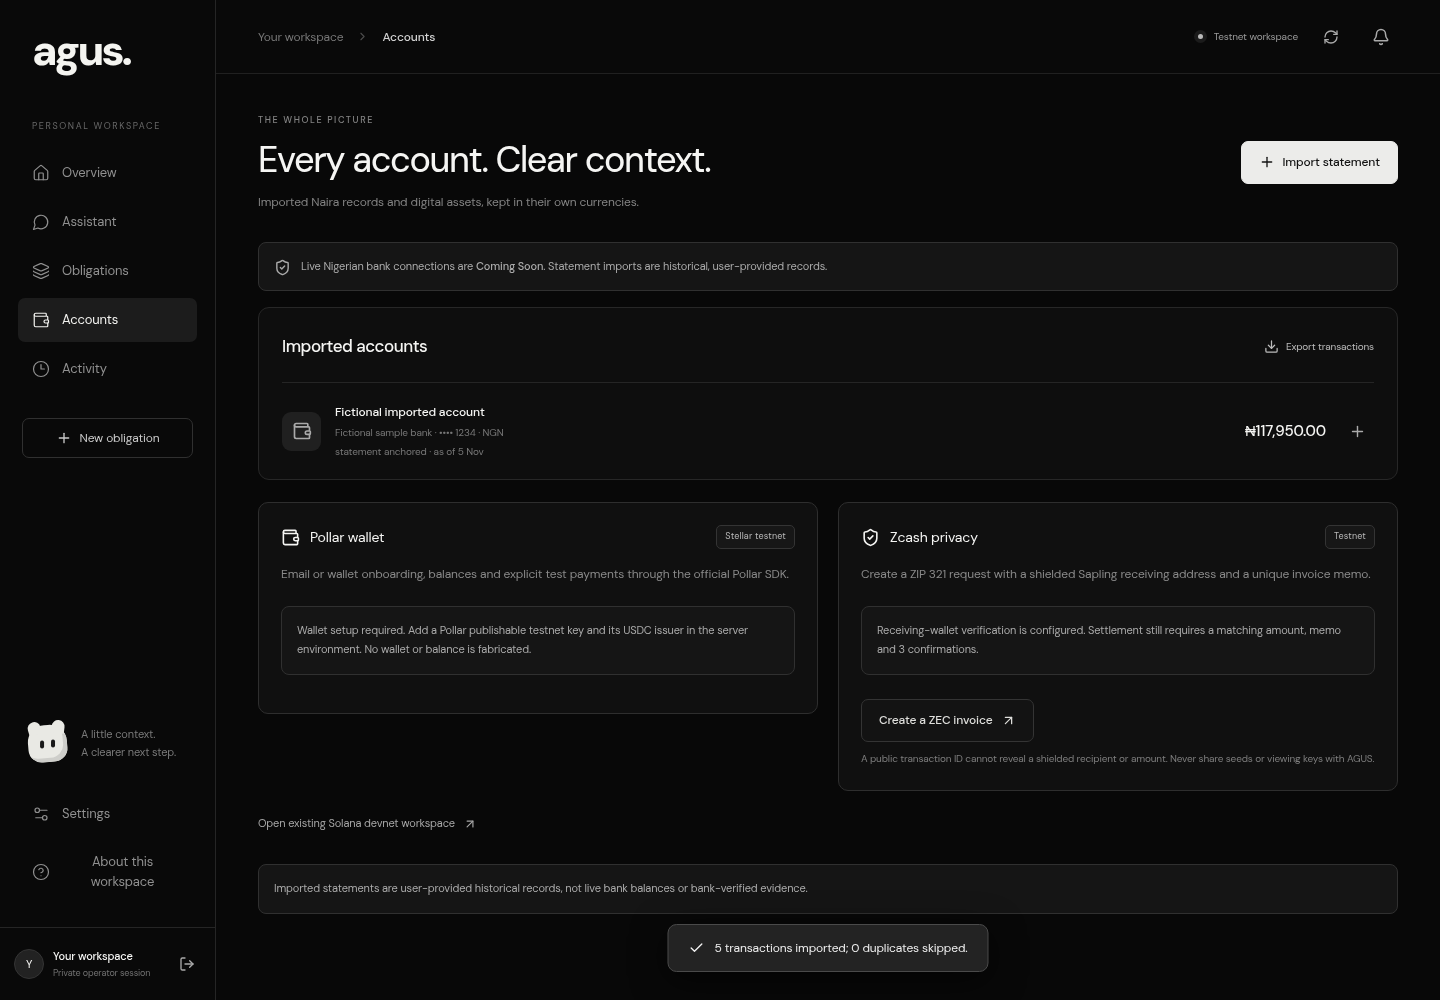 agus.
PERSONAL WORKSPACE
Overview
Assistant
Obligations
Accounts
Activity
New obligation
A little context.
A clearer next step.
Settings
About this
workspace
Y
Your workspace
Private operator session
Your workspace > Accounts
Testnet workspace
THE WHOLE PICTURE
Every account. Clear context.
Imported Naira records and digital assets, kept in their own currencies.
Import statement
Live Nigerian bank connections are Coming Soon. Statement imports are historical, user-provided records.
Imported accounts
Export transactions
Fictional imported account
Fictional sample bank · •••• 1234 · NGN
statement anchored · as of 5 Nov
₦117,950.00
Pollar wallet
Stellar testnet
Email or wallet onboarding, balances and explicit test payments through the official Pollar SDK.
Wallet setup required. Add a Pollar publishable testnet key and its USDC issuer in the server
environment. No wallet or balance is fabricated.
Zcash privacy
Testnet
Create a ZIP 321 request with a shielded Sapling receiving address and a unique invoice memo.
Receiving-wallet verification is configured. Settlement still requires a matching amount, memo
and 3 confirmations.
Create a ZEC invoice
A public transaction ID cannot reveal a shielded recipient or amount. Never share seeds or viewing keys with AGUS.
Open existing Solana devnet workspace
Imported statements are user-provided historical records, not live bank balances or bank-verified evidence.
5 transactions imported; 0 duplicates skipped.